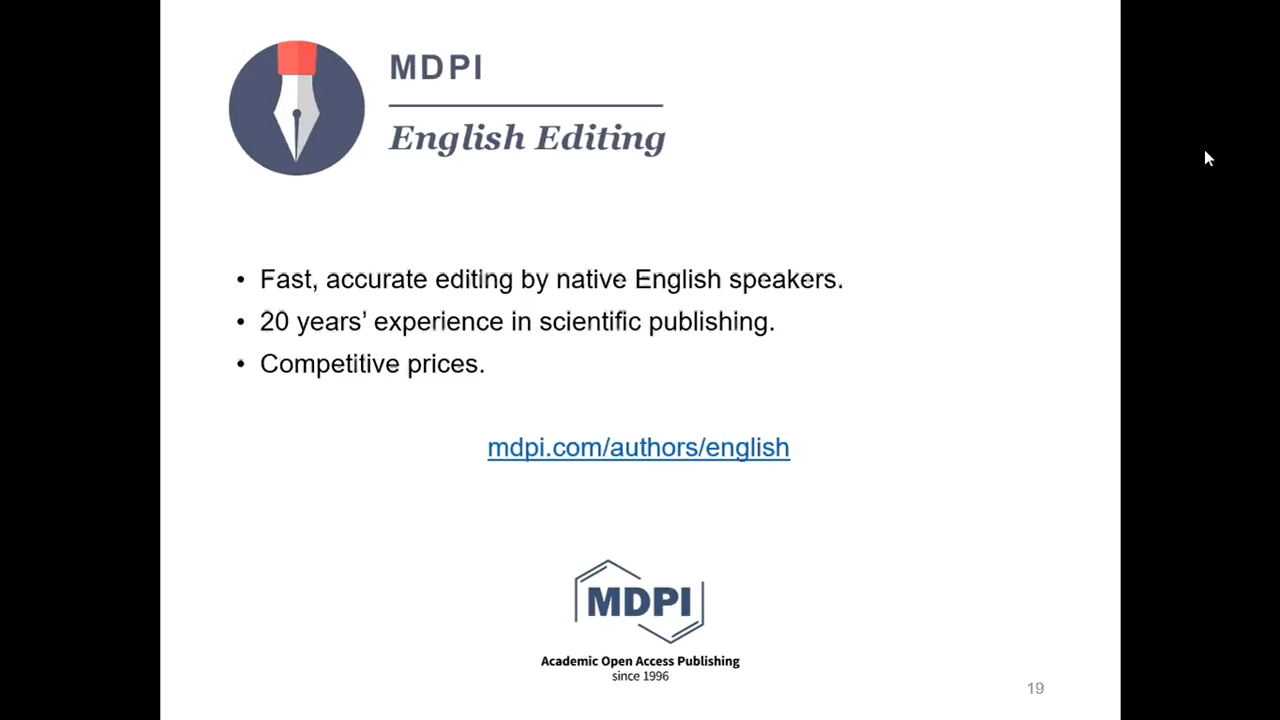 MDPI
English Editing
• Fast, accurate editing by native English speakers.
• 20 years’ experience in scientific publishing.
• Competitive prices.
mdpi.com/authors/english
MDPI
Academic Open Access Publishing
since 1996
19